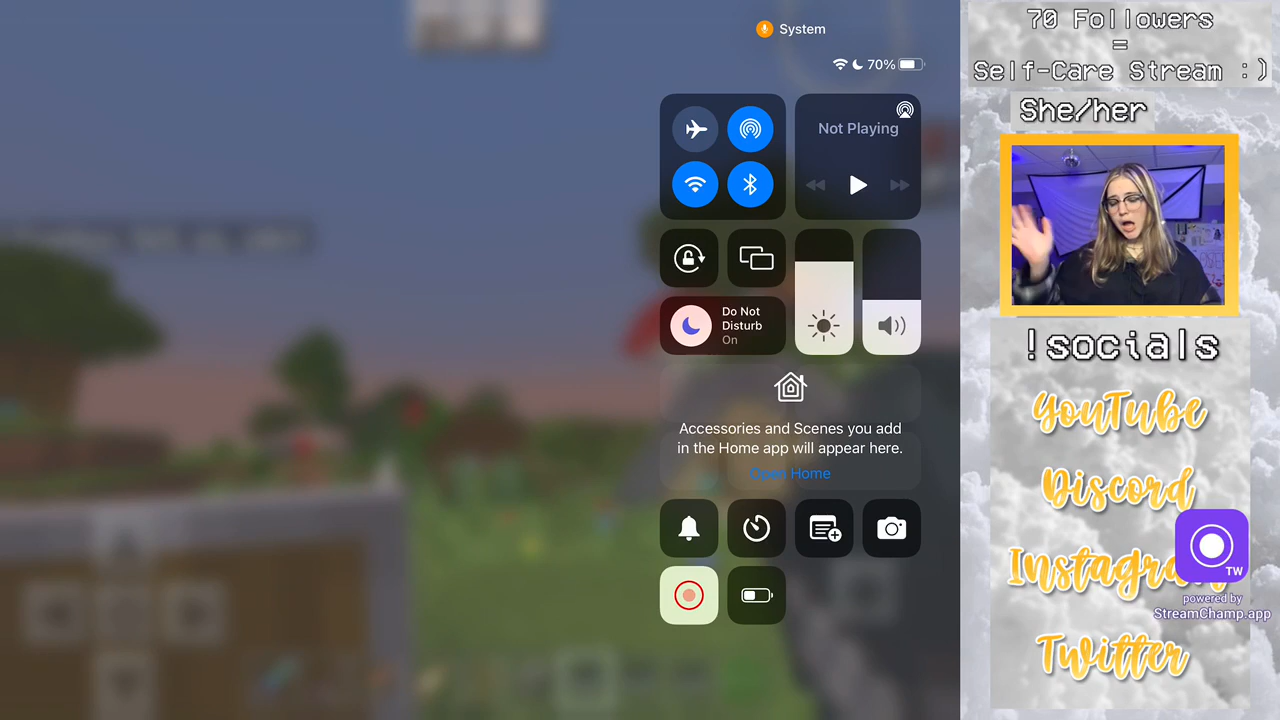 System
70%
Not Playing
Do Not
Disturb
On
Accessories and Scenes you add
in the Home app will appear here.
Open Home
70 Followers
=
Self-Care Stream :)
She/her
!socials
YouTube
Discord
Instagram
TW
powered by
StreamChamp.app
Twitter